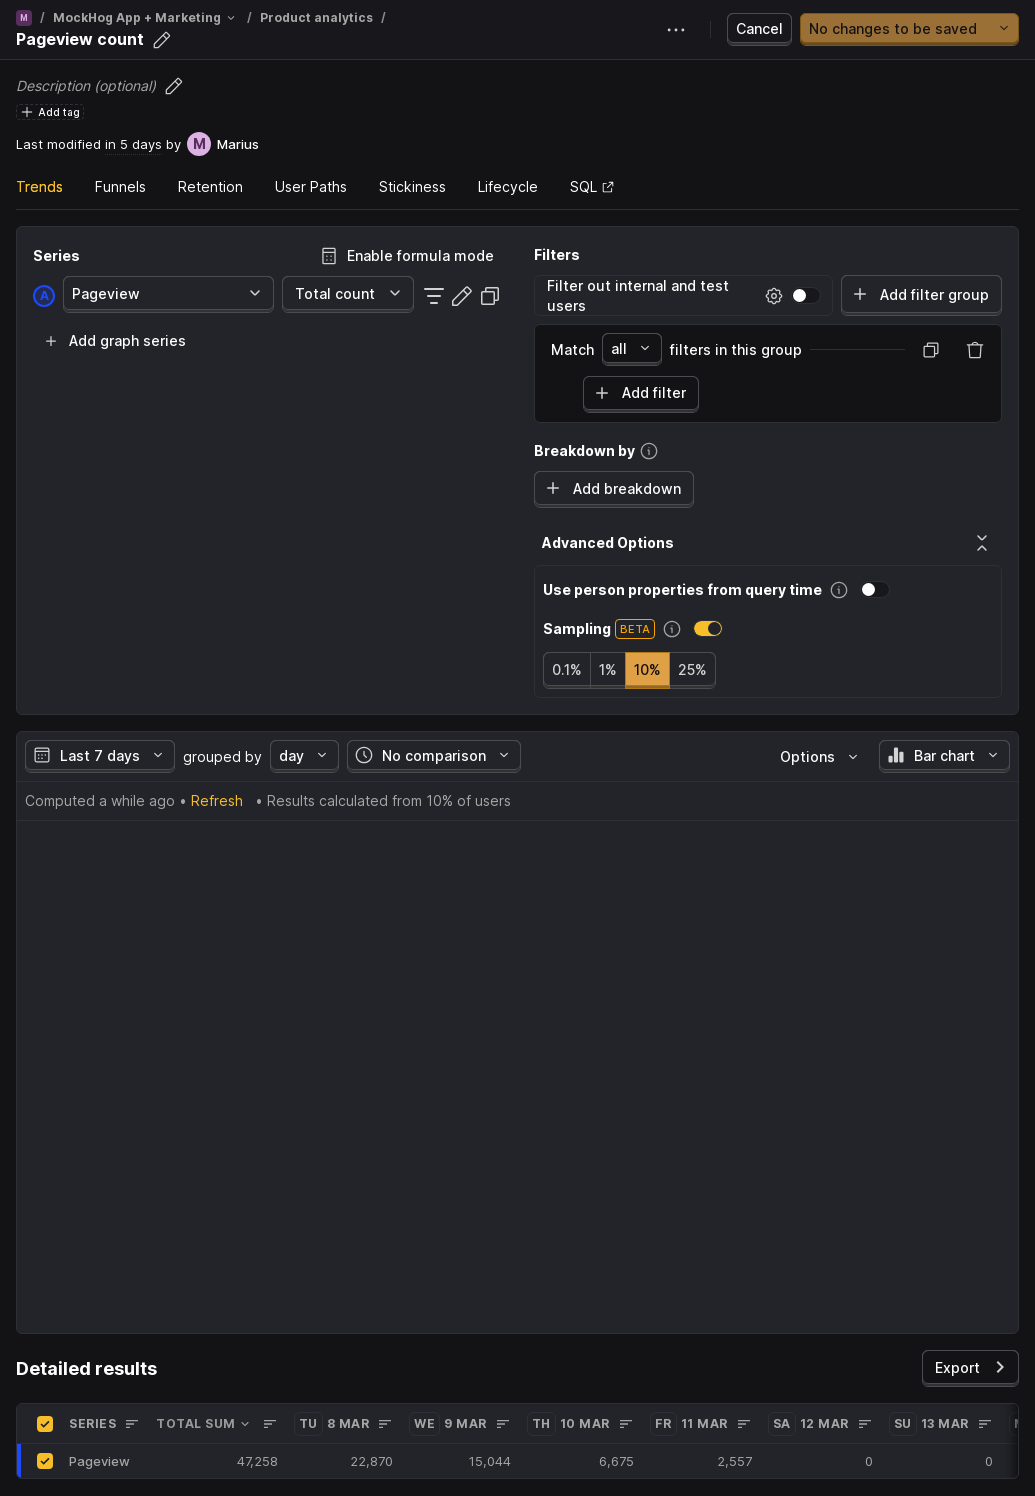 M / MockHog App + Marketing / Product analytics /
Pageview count
Cancel
No changes to be saved
Description (optional)
Add tag
Last modified in 5 days by M Marius
Trends Funnels Retention User Paths Stickiness Lifecycle SQL
Series
Enable formula mode
A Pageview Total count
Add graph series
Filters
Filter out internal and test
users
Add filter group
Match all filters in this group
Add filter
Breakdown by
Add breakdown
Advanced Options
Use person properties from query time
Sampling BETA
0.1% 1% 10% 25%
Last 7 days grouped by day No comparison Options Bar chart
Computed a while ago • Refresh • Results calculated from 10% of users
Detailed results
Export
SERIES TOTAL SUM TU 8 MAR WE 9 MAR TH 10 MAR FR 11 MAR SA 12 MAR SU 13 MAR
Pageview 47,258 22,870 15,044 6,675 2,557 0 0